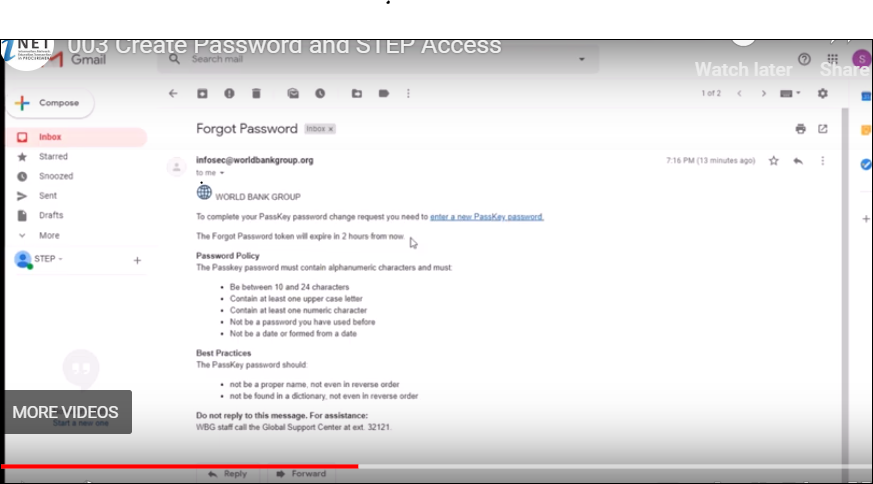 iNET
003 Create Password and STEP Access
Gmail
Search mail
Watch later
Share
S
Compose
1 of 2
Inbox
Starred
Snoozed
Sent
Drafts
More
STEP
Forgot Password
Inbox x
infosec@worldbankgroup.org
7:16 PM (13 minutes ago)
to me
WORLD BANK GROUP
To complete your PassKey password change request you need to enter a new PassKey password.
The Forgot Password token will expire in 2 hours from now.
Password Policy
The Passkey password must contain alphanumeric characters and must:
• Be between 10 and 24 characters
• Contain at least one upper case letter
• Contain at least one numeric character
• Not be a password you have used before
• Not be a date or formed from a date
Best Practices
The PassKey password should
• not be a proper name, not even in reverse order
• not be found in a dictionary, not even in reverse order
Do not reply to this message. For assistance:
WBG staff call the Global Support Center at ext. 32121.
MORE VIDEOS
Start a new one
Reply
Forward